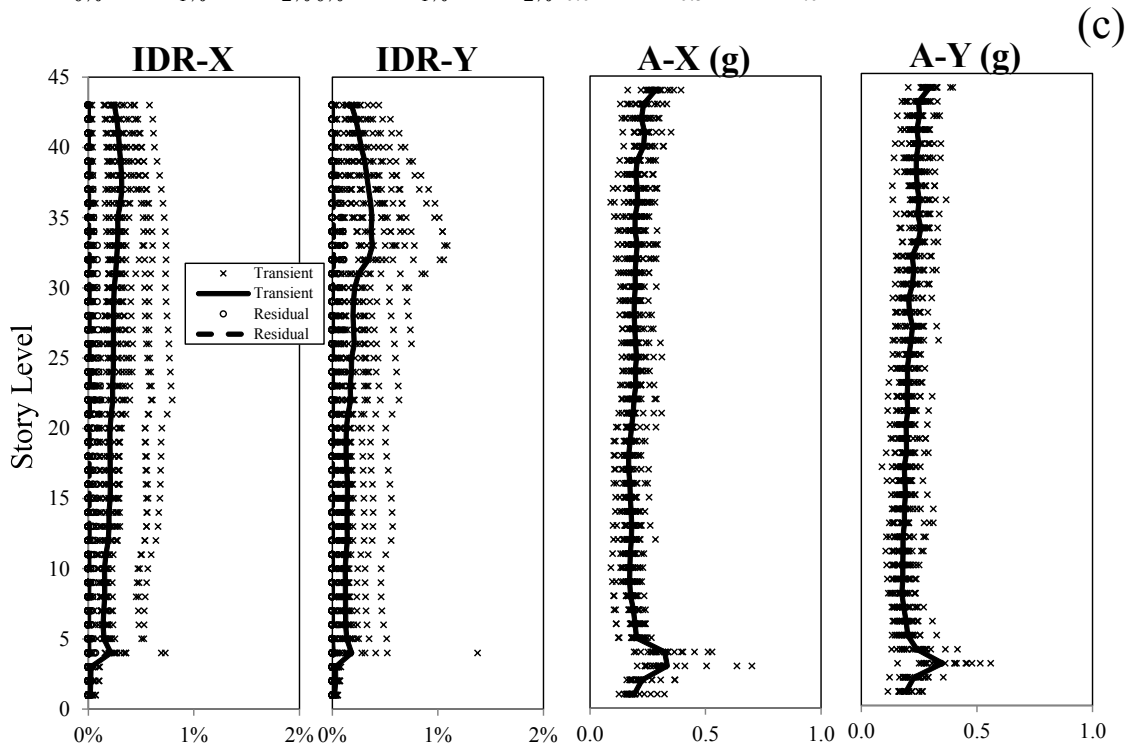 (c)
IDR-X IDR-Y A-X (g) A-Y (g)
45
40
35
30
25
20
15
10
5
0
Story Level
× Transient
Transient
○ Residual
Residual
0% 1% 2% 0% 1% 2% 0.0 0.5 1.0 0.0 0.5 1.0